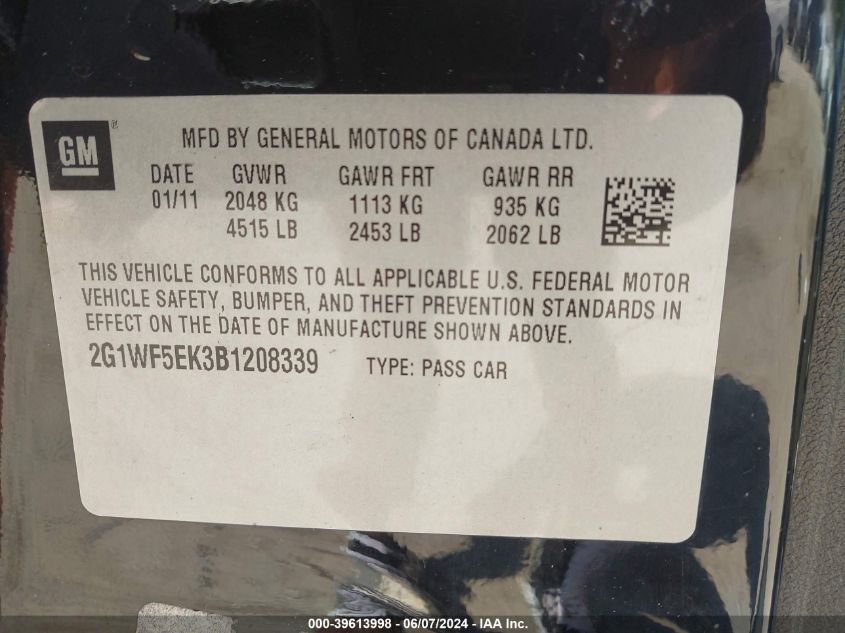 GM®
MFD BY GENERAL MOTORS OF CANADA LTD.
DATE GVWR GAWR FRT GAWR RR
01/11 2048 KG 1113 KG 935 KG
4515 LB 2453 LB 2062 LB
THIS VEHICLE CONFORMS TO ALL APPLICABLE U.S. FEDERAL MOTOR
VEHICLE SAFETY, BUMPER, AND THEFT PREVENTION STANDARDS IN
EFFECT ON THE DATE OF MANUFACTURE SHOWN ABOVE.
2G1WF5EK3B1208339 TYPE: PASS CAR
000-39613998 - 06/07/2024 - IAA Inc.